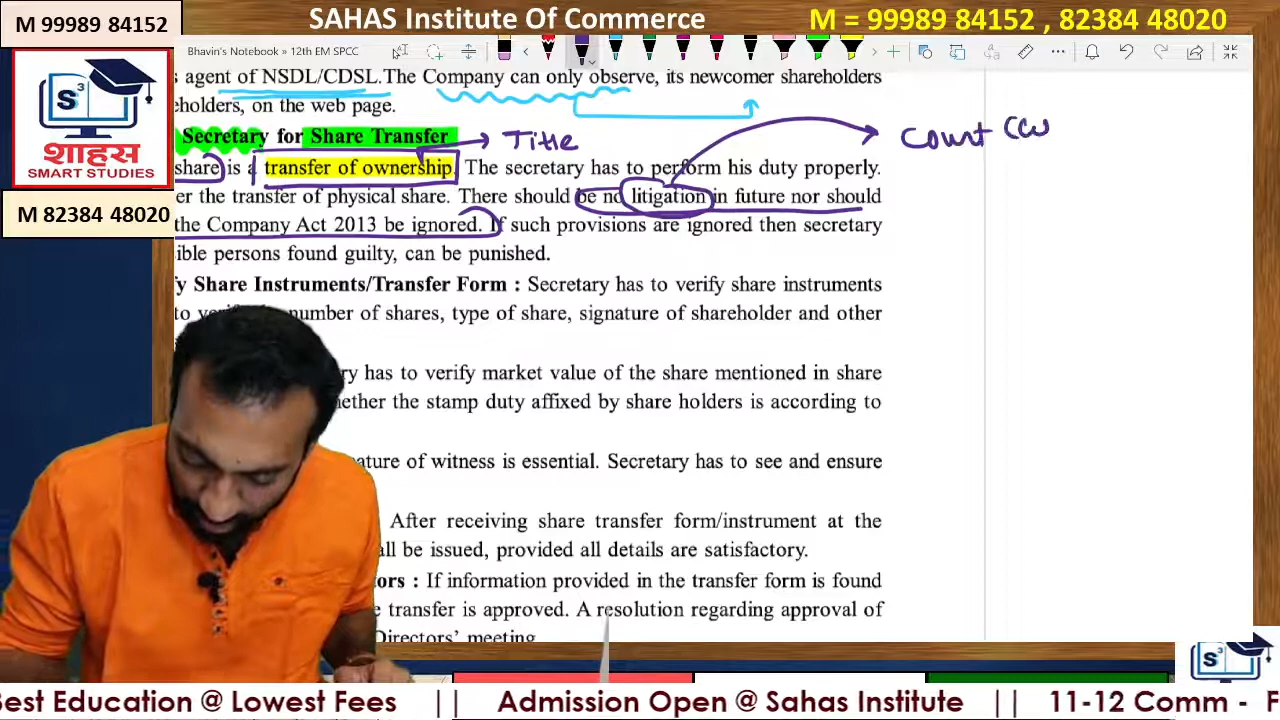 M 99989 84152
SAHAS Institute Of Commerce
M = 99989 84152 , 82384 48020
Bhavin's Notebook » 12th EM SPCC
S³
शाहस
SMART STUDIES
M 82384 48020
s agent of NSDL/CDSL. The Company can only observe, its newcomer shareholders
eholders, on the web page.
Secretary for Share Transfer
Title
Court
share is a transfer of ownership. The secretary has to perform his duty properly.
er the transfer of physical share. There should be no litigation in future nor should
the Company Act 2013 be ignored. If such provisions are ignored then secretary
ible persons found guilty, can be punished.
fy Share Instruments/Transfer Form : Secretary has to verify share instruments
to number of shares, type of share, signature of shareholder and other
ry has to verify market value of the share mentioned in share
hether the stamp duty affixed by share holders is according to
ature of witness is essential. Secretary has to see and ensure
After receiving share transfer form/instrument at the
all be issued, provided all details are satisfactory.
tors : If information provided in the transfer form is found
e transfer is approved. A resolution regarding approval of
Directors' meeting.
S³
Best Education @ Lowest Fees || Admission Open @ Sahas Institute || 11-12 Comm - F